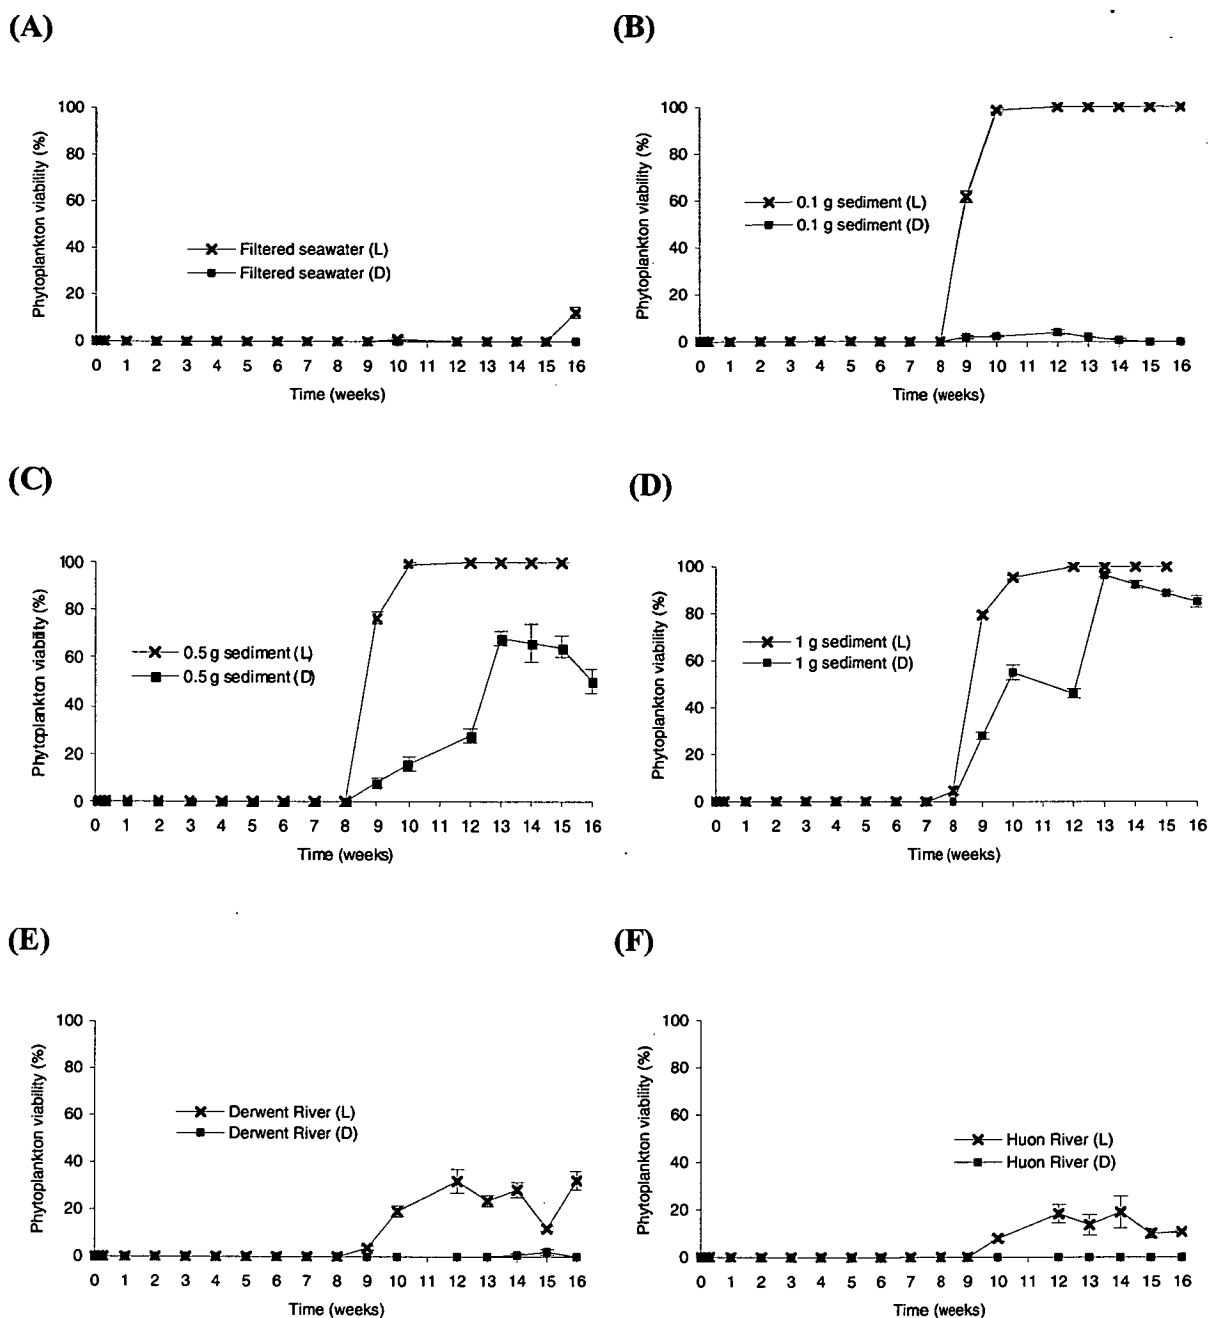 (A)
100
80
60
40
20
0
Phytoplankton viability (%)
Filtered seawater (L)
Filtered seawater (D)
0 1 2 3 4 5 6 7 8 9 10 11 12 13 14 15 16
Time (weeks)
(B)
100
80
60
40
20
0
Phytoplankton viability (%)
0.1 g sediment (L)
0.1 g sediment (D)
0 1 2 3 4 5 6 7 8 9 10 11 12 13 14 15 16
Time (weeks)
(C)
100
80
60
40
20
0
Phytoplankton viability (%)
0.5 g sediment (L)
0.5 g sediment (D)
0 1 2 3 4 5 6 7 8 9 10 11 12 13 14 15 16
Time (weeks)
(D)
100
80
60
40
20
0
Phytoplankton viability (%)
1 g sediment (L)
1 g sediment (D)
0 1 2 3 4 5 6 7 8 9 10 11 12 13 14 15 16
Time (weeks)
(E)
100
80
60
40
20
0
Phytoplankton viability (%)
Derwent River (L)
Derwent River (D)
0 1 2 3 4 5 6 7 8 9 10 11 12 13 14 15 16
Time (weeks)
(F)
100
80
60
40
20
0
Phytoplankton viability (%)
Huon River (L)
Huon River (D)
0 1 2 3 4 5 6 7 8 9 10 11 12 13 14 15 16
Time (weeks)